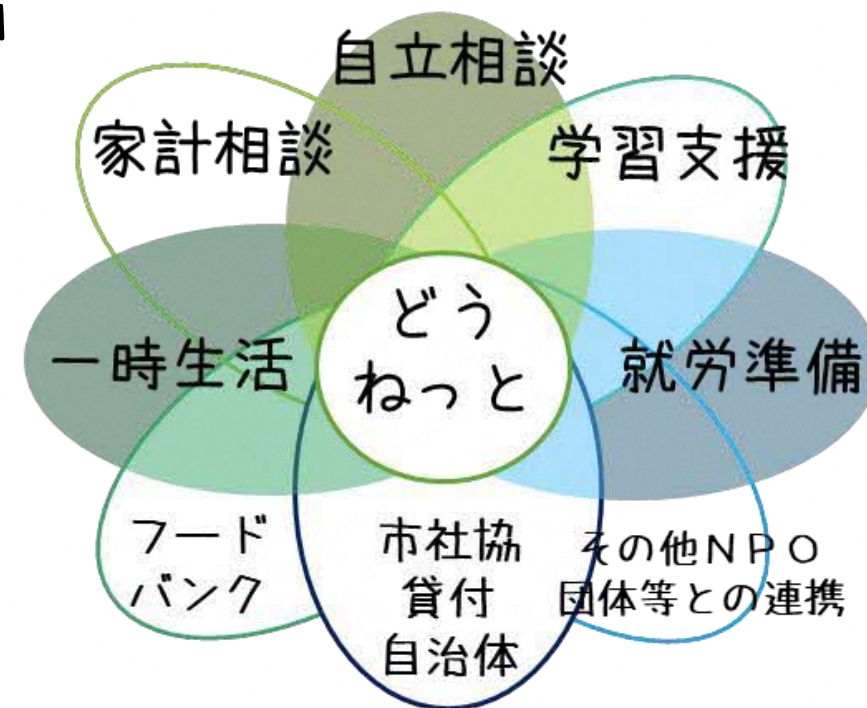 自立相談
家計相談
学習支援
どう
ねっと
一時生活
就労準備
フード
バンク
市社協
貸付
自治体
その他NPO
団体等との連携